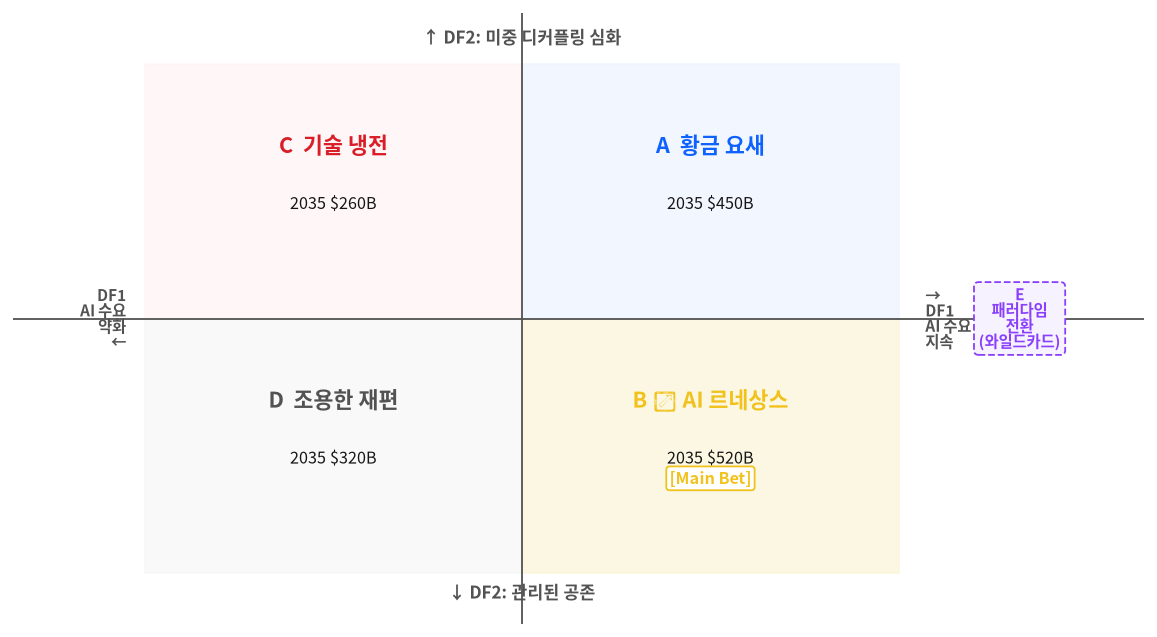 ↑ DF2: 미중 디커플링 심화
C 기술 냉전
2035 $260B
A 황금 요새
2035 $450B
DF1
AI 수요
약화
←
→
DF1
AI 수요
지속
E
패러다임
전환
(와일드카드)
D 조용한 재편
2035 $320B
B AI 르네상스
2035 $520B
[Main Bet]
↓ DF2: 관리된 공존